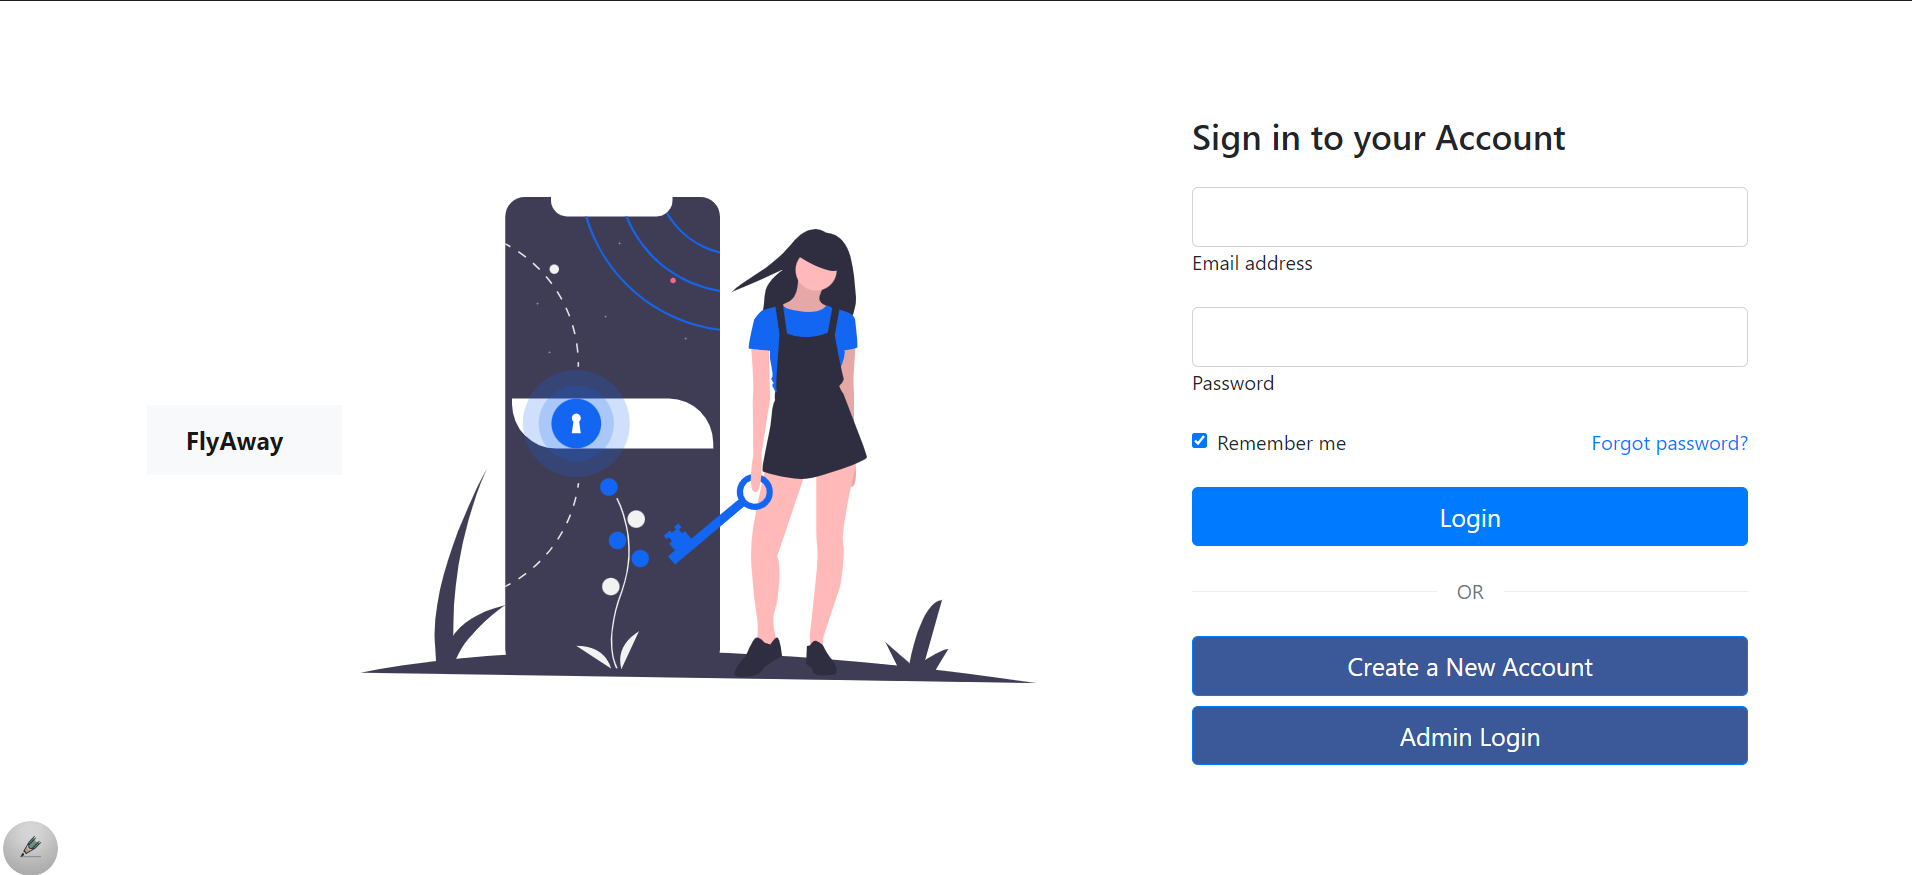 FlyAway
Sign in to your Account
Email address
Password
Remember me
Forgot password?
Login
OR
Create a New Account
Admin Login